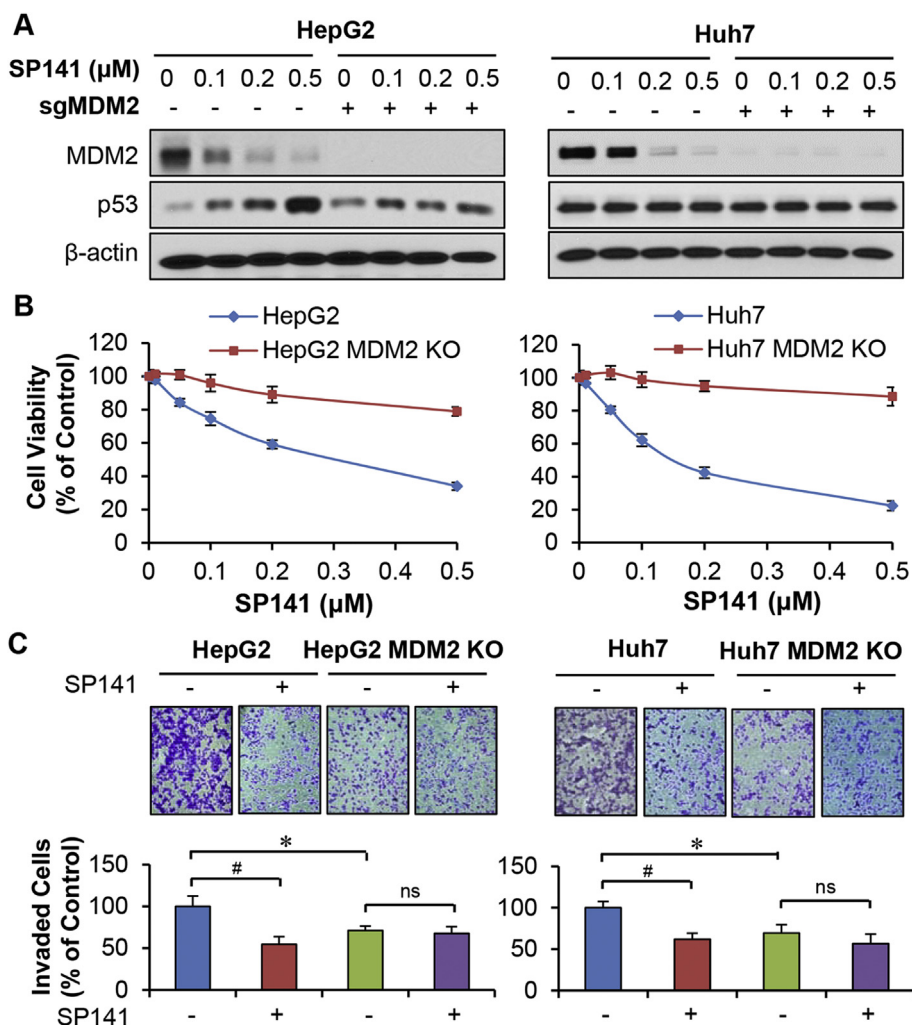 A
HepG2
Huh7
SP141 (µM) 0 0.1 0.2 0.5 0 0.1 0.2 0.5 0 0.1 0.2 0.5 0 0.1 0.2 0.5
sgMDM2 - - - - + + + + - - - - + + + +
MDM2
p53
β-actin
B
HepG2
HepG2 MDM2 KO
Cell Viability
(% of Control)
120
100
80
60
40
20
0
0 0.1 0.2 0.3 0.4 0.5
SP141 (µM)
Huh7
Huh7 MDM2 KO
120
100
80
60
40
20
0
0 0.1 0.2 0.3 0.4 0.5
SP141 (µM)
C
HepG2 HepG2 MDM2 KO Huh7 Huh7 MDM2 KO
SP141 - + - + - + - +
Invaded Cells
(% of Control)
150
100
50
0
*
#
ns
150
100
50
0
*
#
ns
SP141 - + - + - + - +